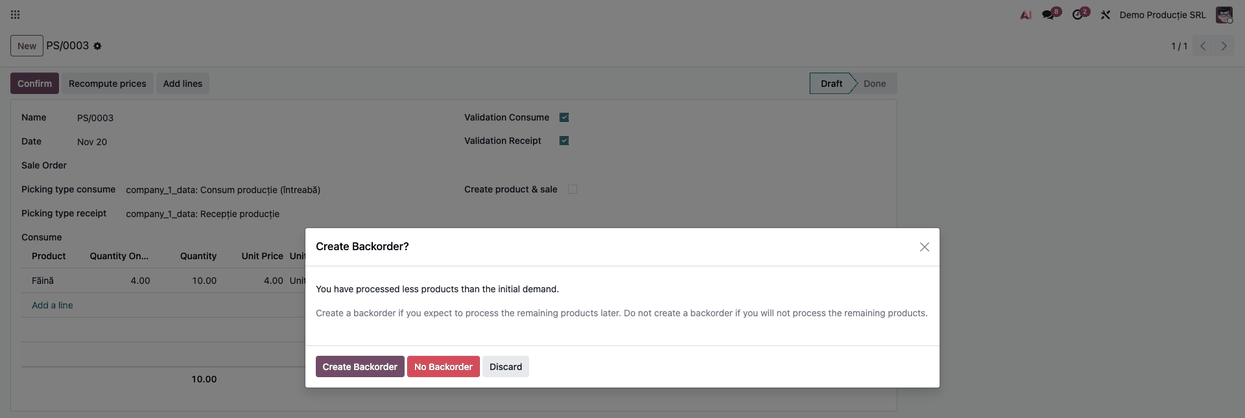 8
2
Demo Producție SRL
New
PS/0003
1 / 1
Confirm
Recompute prices
Add lines
Draft
Done
Name
PS/0003
Validation Consume
Date
Nov 20
Validation Receipt
Sale Order
Picking type consume
company_1_data: Consum producție (întreabă)
Create product & sale
Picking type receipt
company_1_data: Recepție producție
Consume
Product
Quantity On...
Quantity
Unit Price
Unit
Făină
4.00
10.00
4.00
Unit
Add a line
10.00
Create Backorder?
You have processed less products than the initial demand.
Create a backorder if you expect to process the remaining products later. Do not create a backorder if you will not process the remaining products.
Create Backorder
No Backorder
Discard